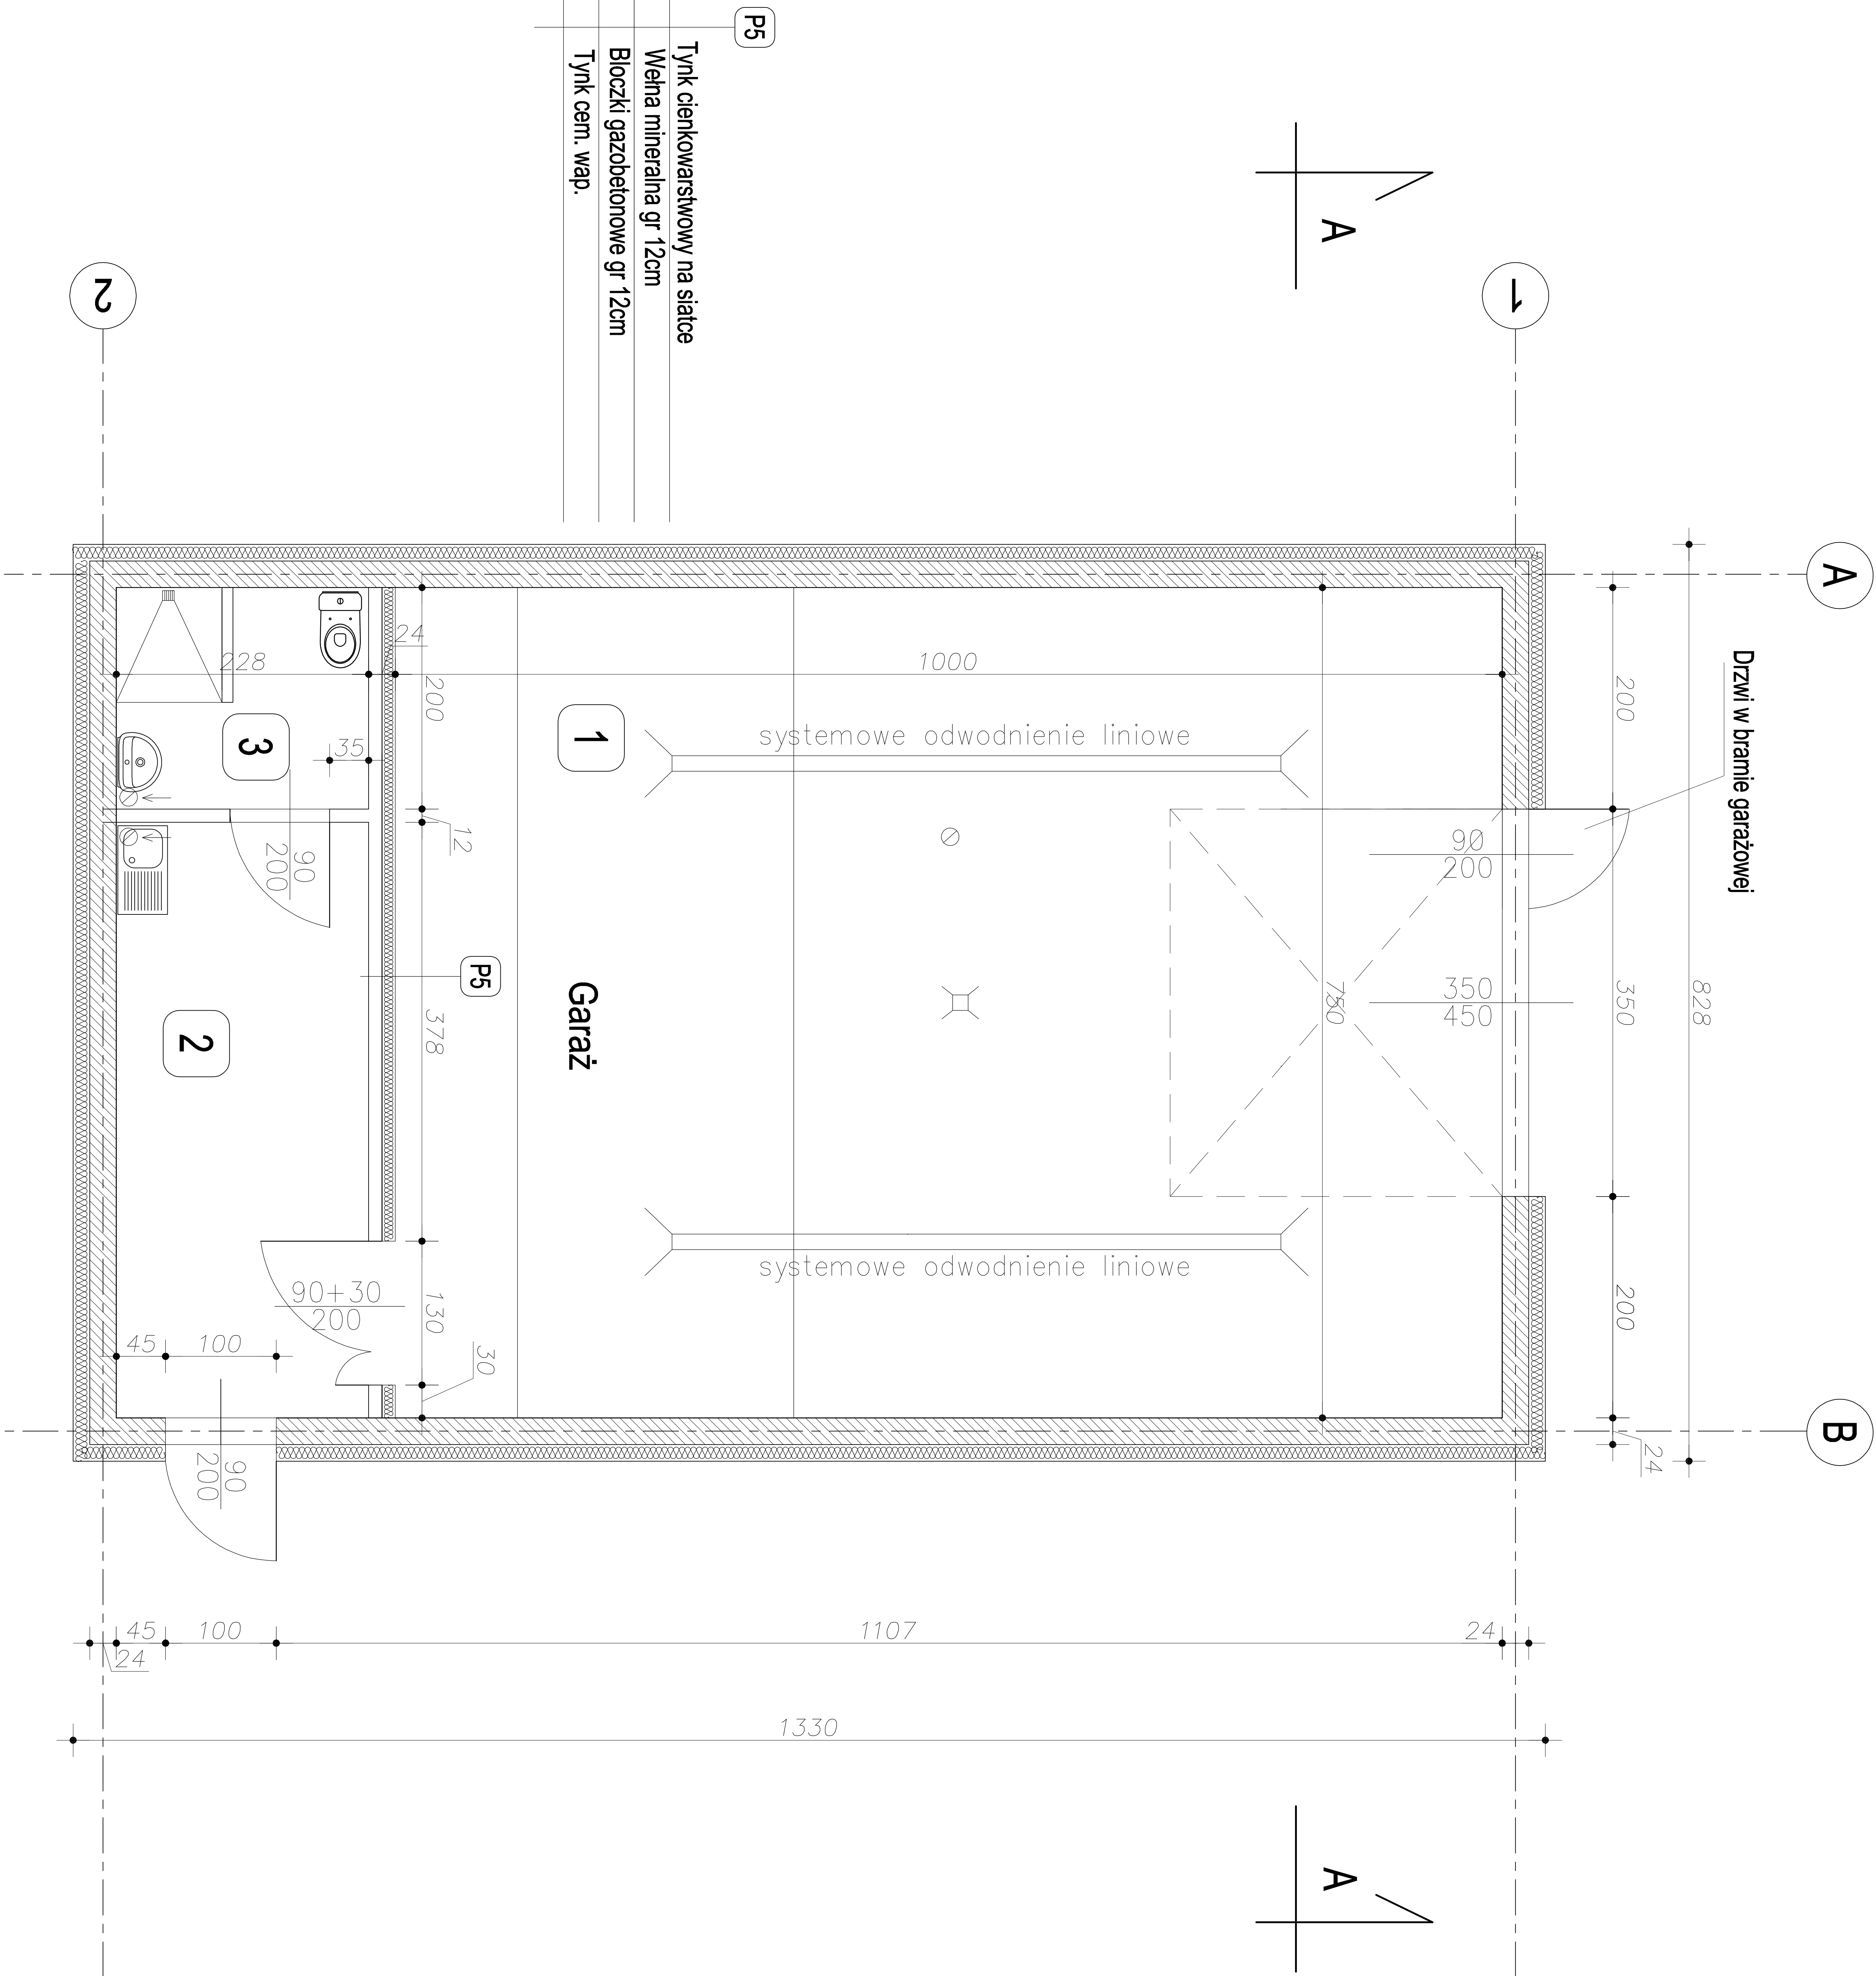 A
B
828
Drzwi w bramie garażowej
200
350
200
24
1
A
A
90
200
350
450
750
1000
systemowe odwodnienie liniowe
systemowe odwodnienie liniowe
P5
Tynk cienkowarstwowy na siatce
Wełna mineralna gr 12cm
Bloczki gazobetonowe gr 12cm
Tynk cem. wap.
1
Garaż
P5
30
12
200
378
130
24
228
35
90+30
200
90
200
3
2
45
100
90
200
2
45
100
1107
24
24
1330